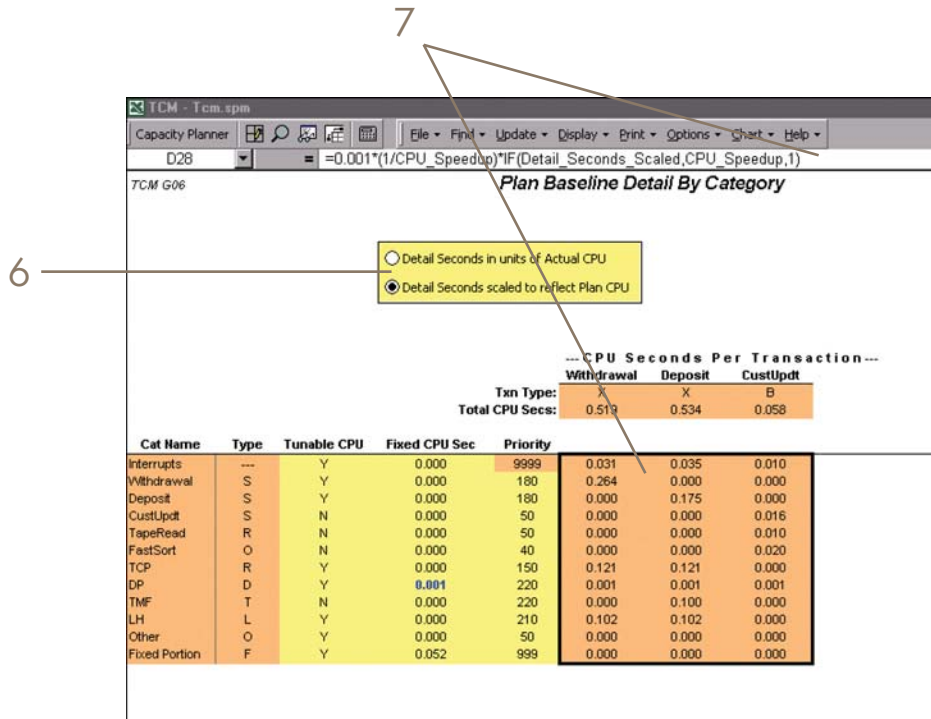 7
TCM - Tcm.spm
Capacity Planner File Find Update Display Print Options Chart Help
D28 = =0.001*(1/CPU_Speedup)*IF(Detail_Seconds_Scaled,CPU_Speedup,1)
TCM G06 Plan Baseline Detail By Category
6
Detail Seconds in units of Actual CPU
Detail Seconds scaled to reflect Plan CPU
--- CPU Seconds Per Transaction ---
Withdrawal Deposit CustUpdt
Txn Type: X X B
Total CPU Secs: 0.519 0.534 0.058
Cat Name Type Tunable CPU Fixed CPU Sec Priority
Interrupts --- Y 0.000 9999 0.031 0.035 0.010
Withdrawal S Y 0.000 180 0.264 0.000 0.000
Deposit S Y 0.000 180 0.000 0.175 0.000
CustUpdt S N 0.000 50 0.000 0.000 0.016
TapeRead R N 0.000 50 0.000 0.000 0.010
FastSort O N 0.000 40 0.000 0.000 0.020
TCP R Y 0.000 150 0.121 0.121 0.000
DP D Y 0.001 220 0.001 0.001 0.001
TMF T N 0.000 220 0.000 0.100 0.000
LH L Y 0.000 210 0.102 0.102 0.000
Other O Y 0.000 50 0.000 0.000 0.000
Fixed Portion F Y 0.052 999 0.000 0.000 0.000